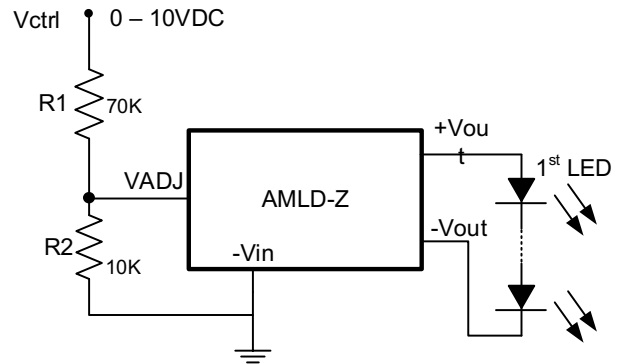 Vctrl 0 – 10VDC
R1 70K
+Vou
t
1st LED
VADJ
AMLD-Z
-Vout
R2 10K
-Vin